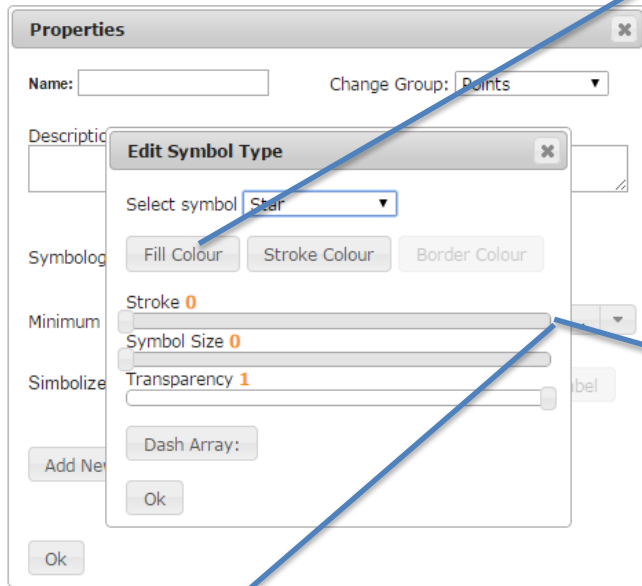 Properties
Name: Change Group: Points
Descriptio
Edit Symbol Type
Select symbol Star
Fill Colour Stroke Colour Border Colour
Symbolog
Stroke 0
Minimum
Symbol Size 0
Simbolize
Transparency 1
bel
Dash Array:
Add Ne
Ok
Ok